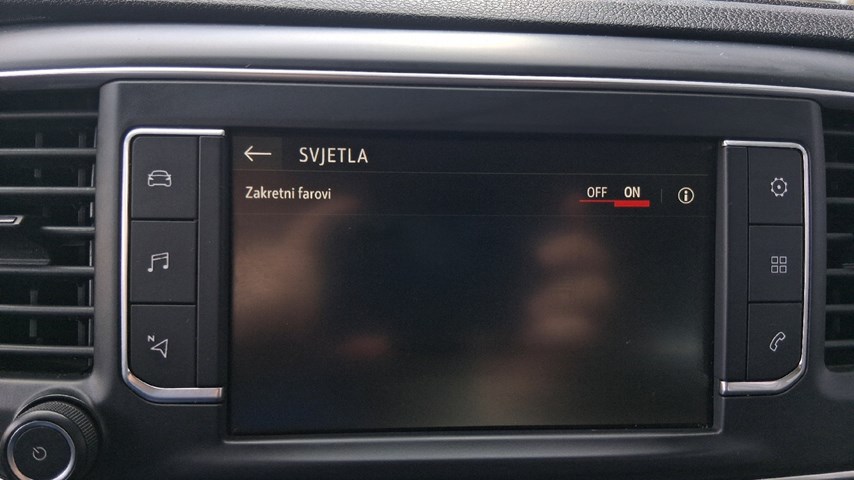 SVJETLA
Zakretni farovi OFF ON
N